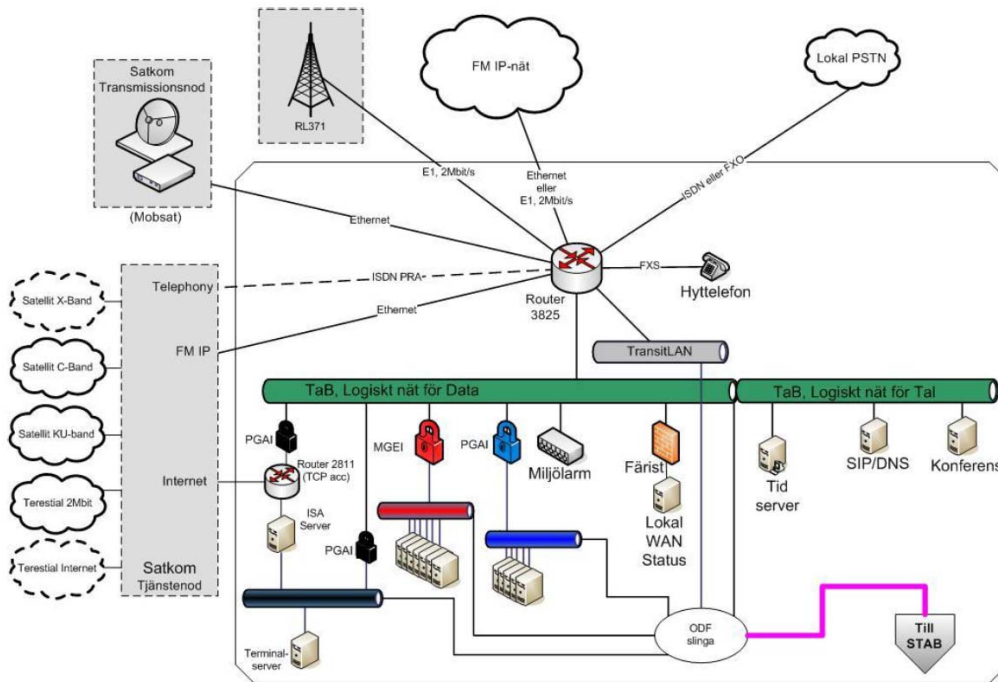 Satkom
Transmissionsnod
(Mobsat)
RL371
FM IP-nät
Lokal PSTN
E1, 2Mbit/s
Ethernet
eller
E1, 2Mbit/s
ISDN eller FXO
Ethernet
ISDN PRA
Ethernet
FXS
Hyttelefon
Router
3825
TransitLAN
Telephony
FM IP
Internet
Satkom
Tjänstenod
Satellit X-Band
Satellit C-Band
Satellit KU-band
Terestial 2Mbit
Terestial Internet
TaB, Logiskt nät för Data
TaB, Logiskt nät för Tal
PGAI
Router 2811
(TCP acc)
ISA
Server
PGAI
MGEI
PGAI
Miljölarm
Färist
Lokal
WAN
Status
Tid
server
SIP/DNS
Konferens
Terminal-
server
ODF
slinga
Till
STAB